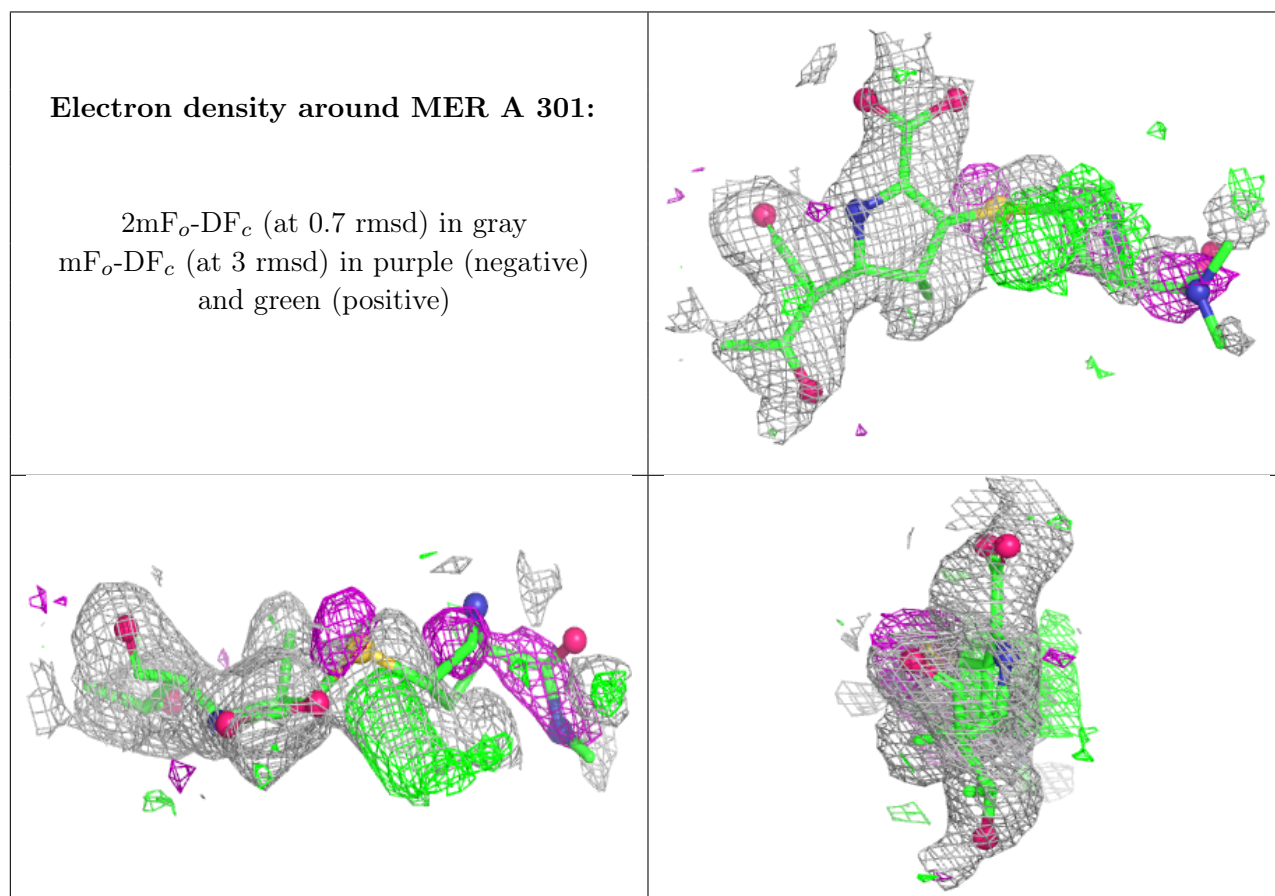 Electron density around MER A 301:
2mFo-DFc (at 0.7 rmsd) in gray
mFo-DFc (at 3 rmsd) in purple (negative)
and green (positive)